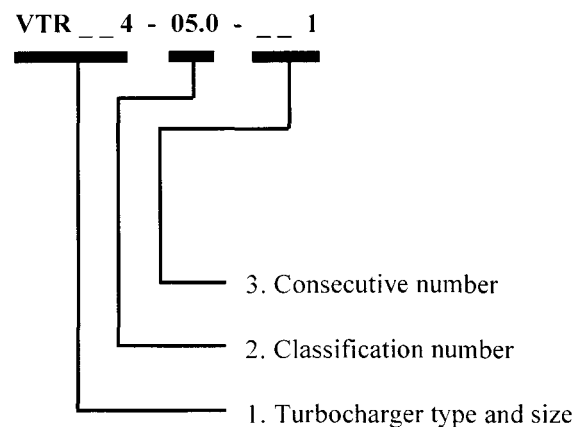 VTR _ _ 4 - 05.0 - _ _ 1
3. Consecutive number
2. Classification number
1. Turbocharger type and size